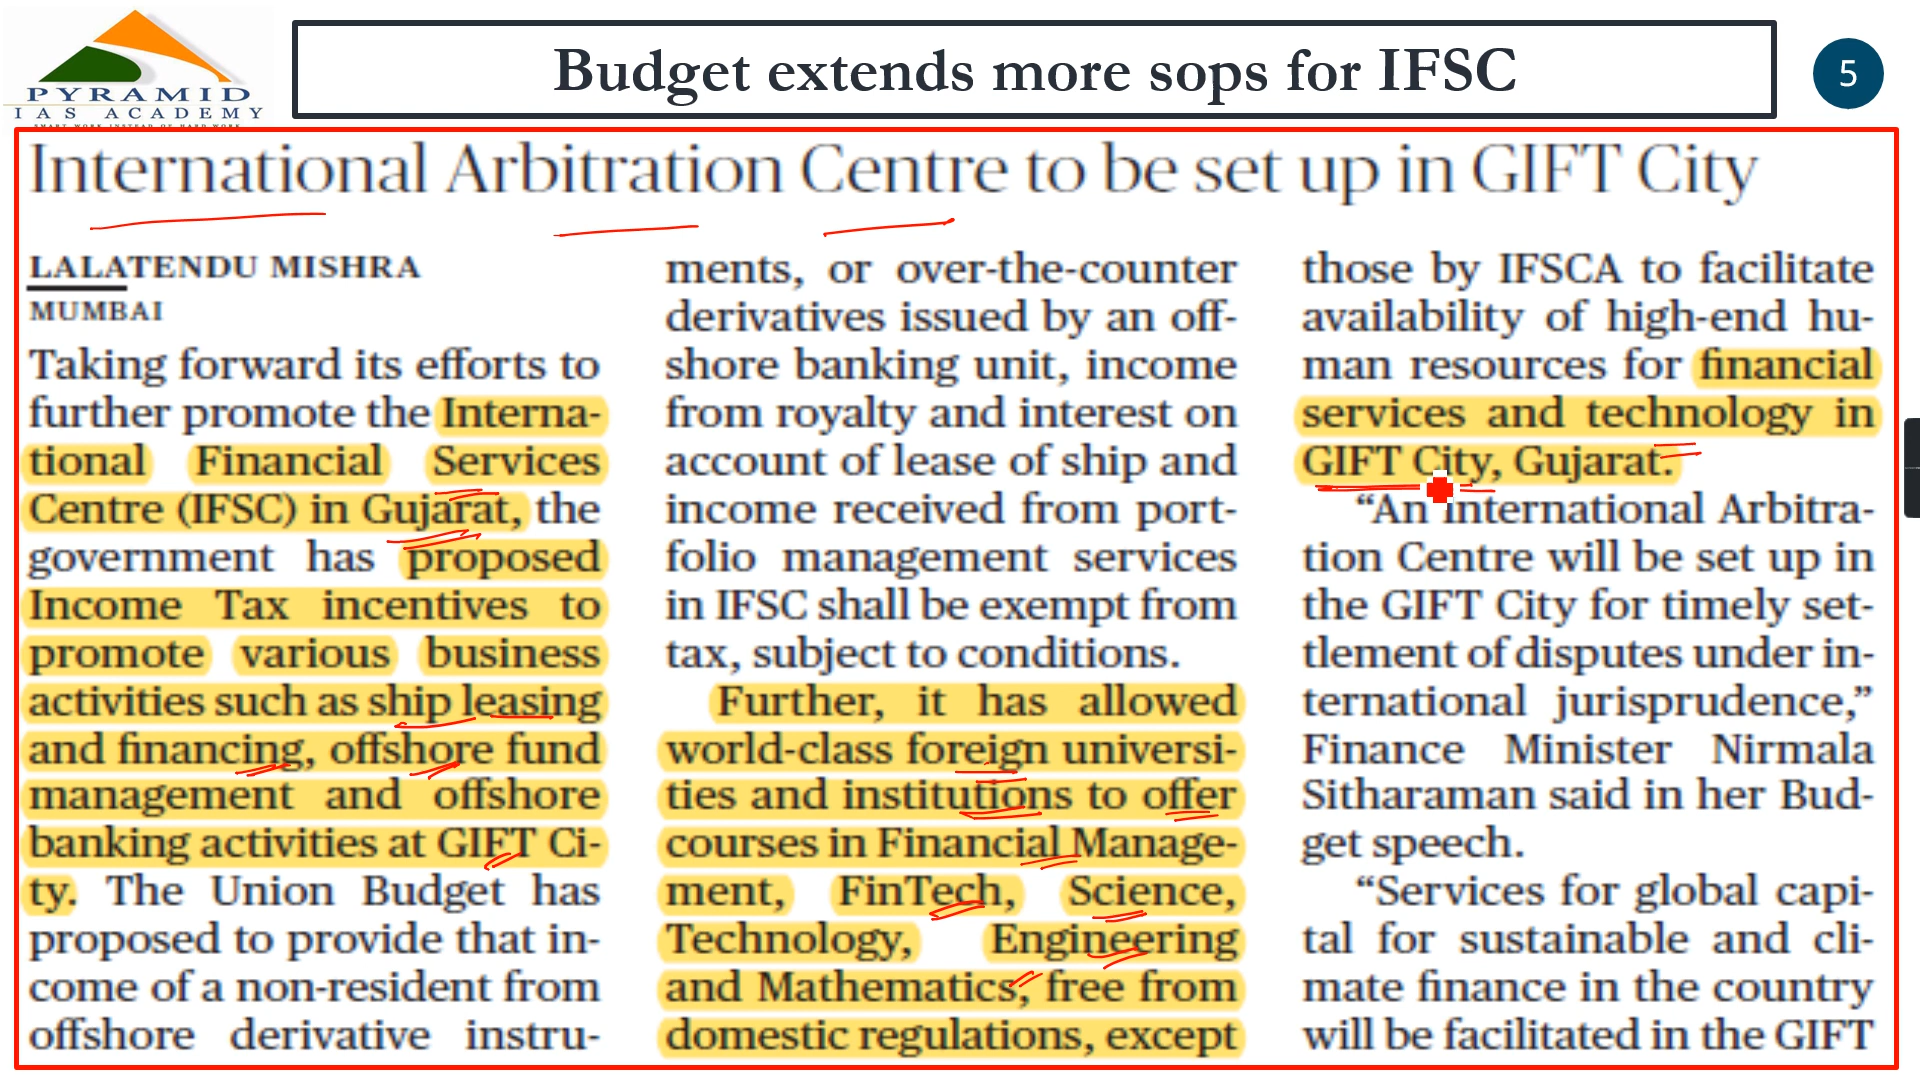 PYRAMID
IAS ACADEMY
SMART WORK INSTEAD OF HARD WORK
Budget extends more sops for IFSC
5
International Arbitration Centre to be set up in GIFT City
LALATENDU MISHRA
MUMBAI
Taking forward its efforts to
further promote the Interna-
tional Financial Services
Centre (IFSC) in Gujarat, the
government has proposed
Income Tax incentives to
promote various business
activities such as ship leasing
and financing, offshore fund
management and offshore
banking activities at GIFT Ci-
ty. The Union Budget has
proposed to provide that in-
come of a non-resident from
offshore derivative instru-
ments, or over-the-counter
derivatives issued by an off-
shore banking unit, income
from royalty and interest on
account of lease of ship and
income received from port-
folio management services
in IFSC shall be exempt from
tax, subject to conditions.
Further, it has allowed
world-class foreign universi-
ties and institutions to offer
courses in Financial Manage-
ment, FinTech, Science,
Technology, Engineering
and Mathematics, free from
domestic regulations, except
those by IFSCA to facilitate
availability of high-end hu-
man resources for financial
services and technology in
GIFT City, Gujarat.
“An International Arbitra-
tion Centre will be set up in
the GIFT City for timely set-
tlement of disputes under in-
ternational jurisprudence,”
Finance Minister Nirmala
Sitharaman said in her Bud-
get speech.
“Services for global capi-
tal for sustainable and cli-
mate finance in the country
will be facilitated in the GIFT